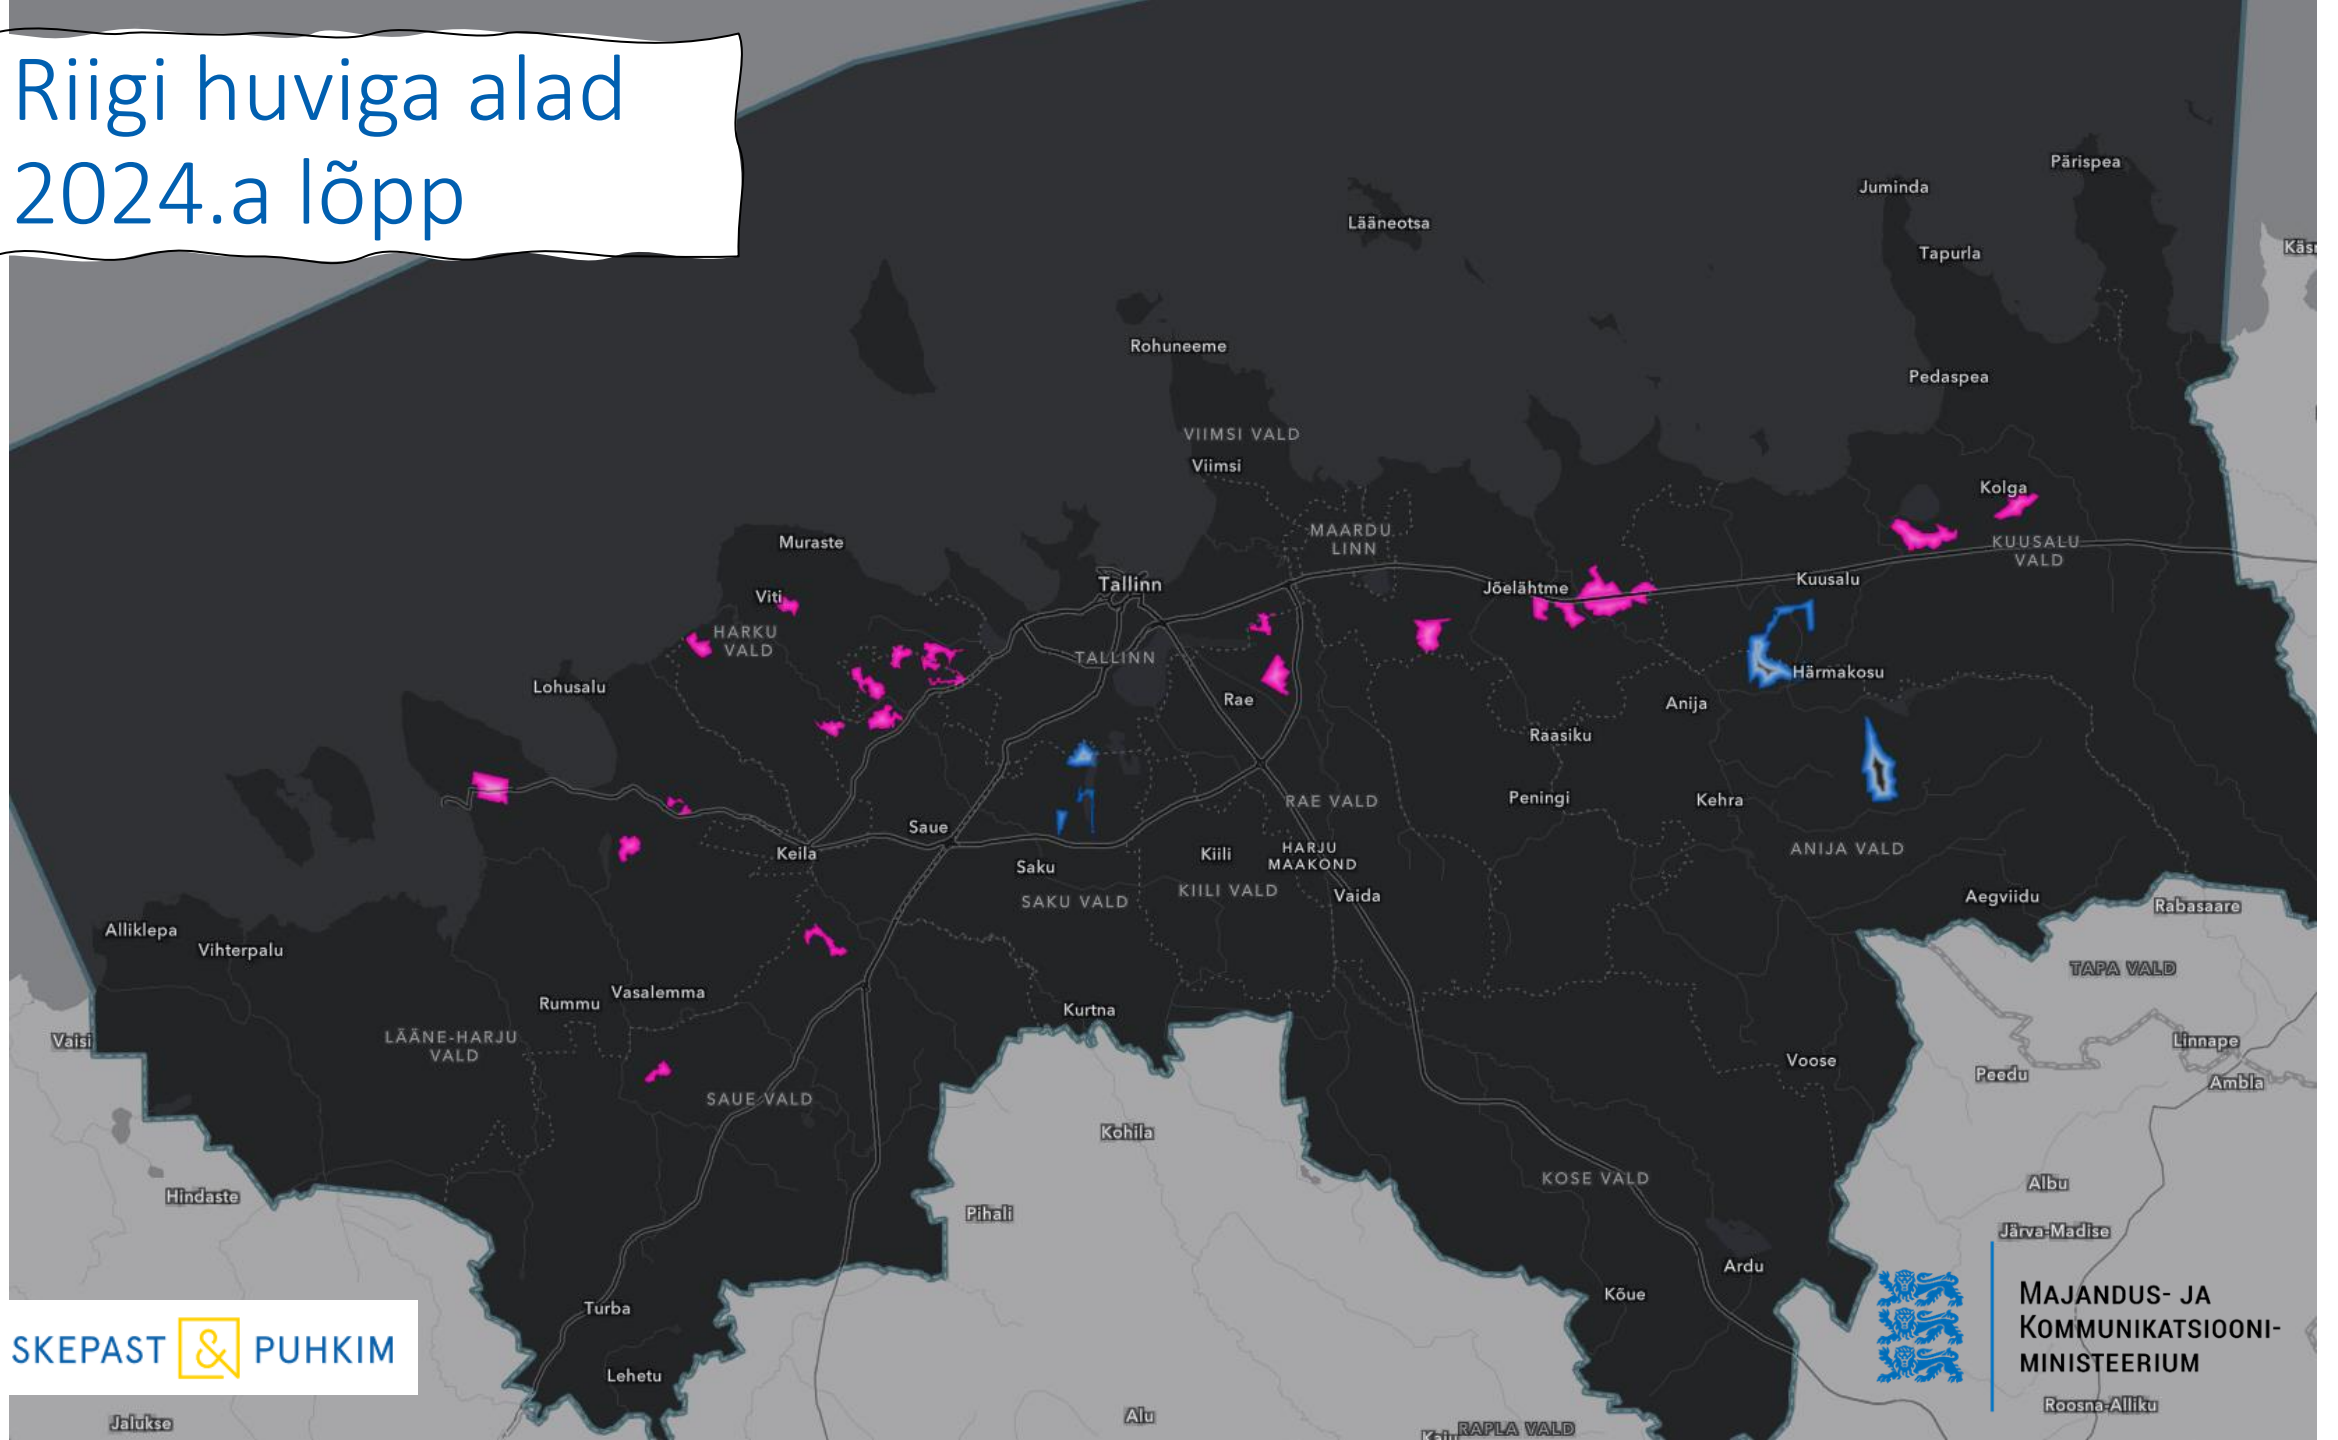 Riigi huviga alad
2024.a lõpp
Pärispea
Juminda
Lääneotsa
Tapurla
Rohuneeme
Pedaspea
VIIMSI VALD
Viimsi
Kolga
MAARDU
LINN
Muraste
KUUSALU
VALD
Tallinn
Jõelähtme
Kuusalu
Viti
HARKU
VALD
TALLINN
Härmakosu
Lohusalu
Rae
Anija
Raasiku
RAE VALD
Peningi
Kehra
Saue
Keila
Saku
Kiili
HARJU
MAAKOND
ANIJA VALD
SAKU VALD
KIILI VALD
Vaida
Aegviidu
Rabasaare
Alliklepa
Vihterpalu
TAPA VALD
Rummu
Vasalemma
Kurtna
Vaisi
LÄÄNE-HARJU
VALD
Linnape
Voose
Peedu
Ambla
SAUE VALD
Kohila
KOSE VALD
Albu
Hindaste
Pihali
Järva-Madise
Ardu
Kõue
Turba
MAJANDUS- JA
KOMMUNIKATSIOONI-
MINISTEERIUM
SKEPAST & PUHKIM
Lehetu
Roosna-Alliku
Jalukse
Alu
RAPLA VALD